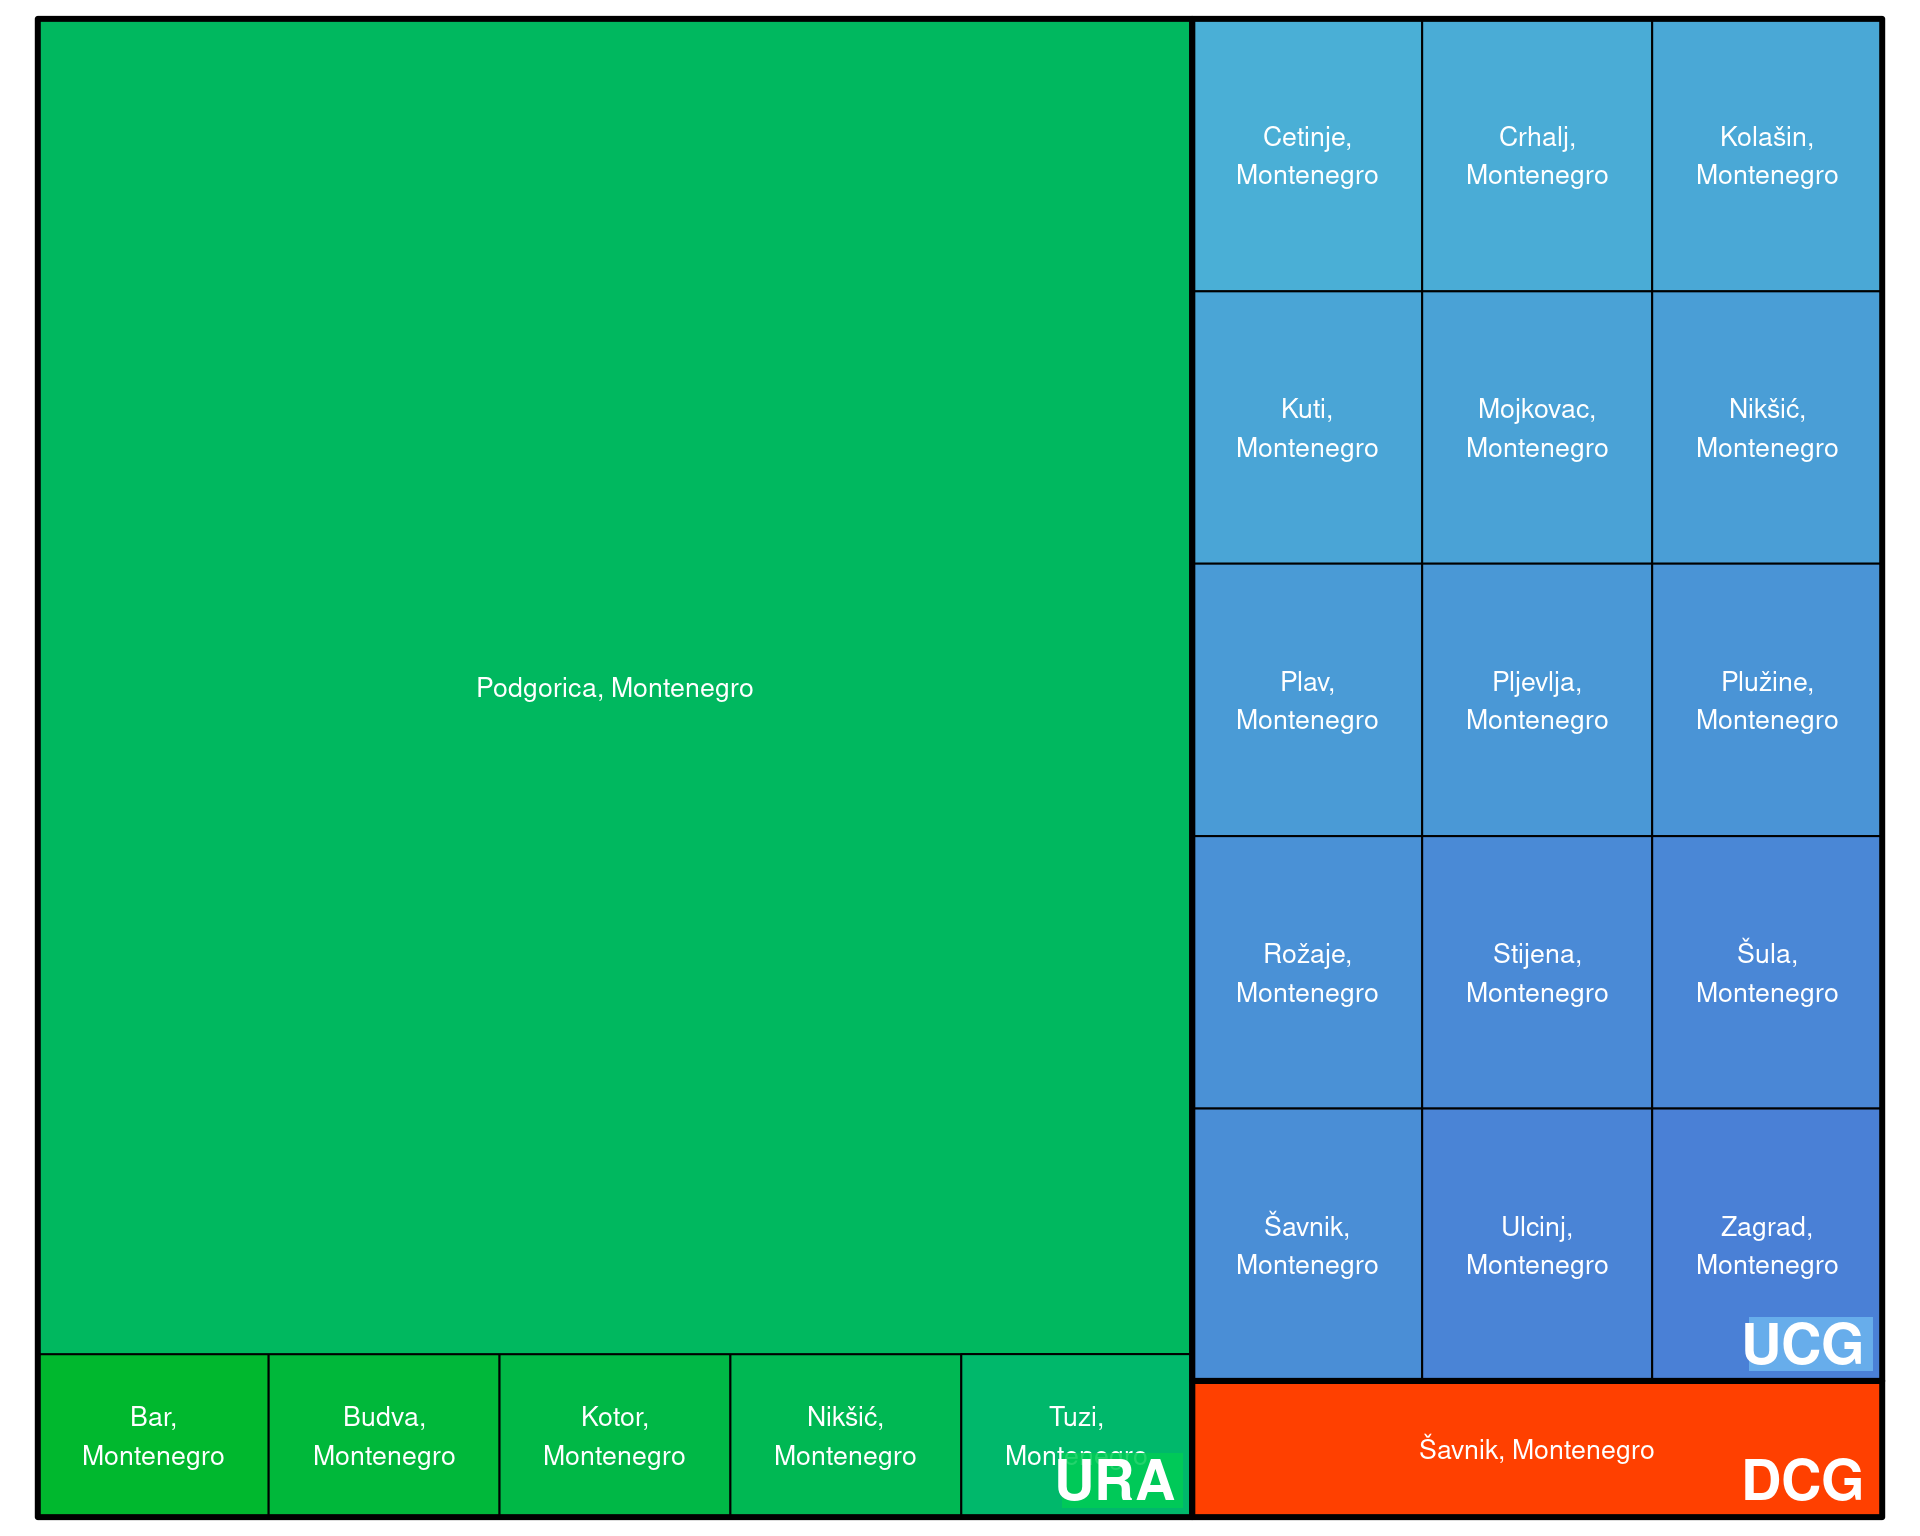 Podgorica, Montenegro
Bar,
Montenegro
Budva,
Montenegro
Kotor,
Montenegro
Nikšić,
Montenegro
Tuzi,
Montenegro
URA
Cetinje,
Montenegro
Crhalj,
Montenegro
Kolašin,
Montenegro
Kuti,
Montenegro
Mojkovac,
Montenegro
Nikšić,
Montenegro
Plav,
Montenegro
Pljevlja,
Montenegro
Plužine,
Montenegro
Rožaje,
Montenegro
Stijena,
Montenegro
Šula,
Montenegro
Šavnik,
Montenegro
Ulcinj,
Montenegro
Zagrad,
Montenegro
UCG
Šavnik, Montenegro
DCG